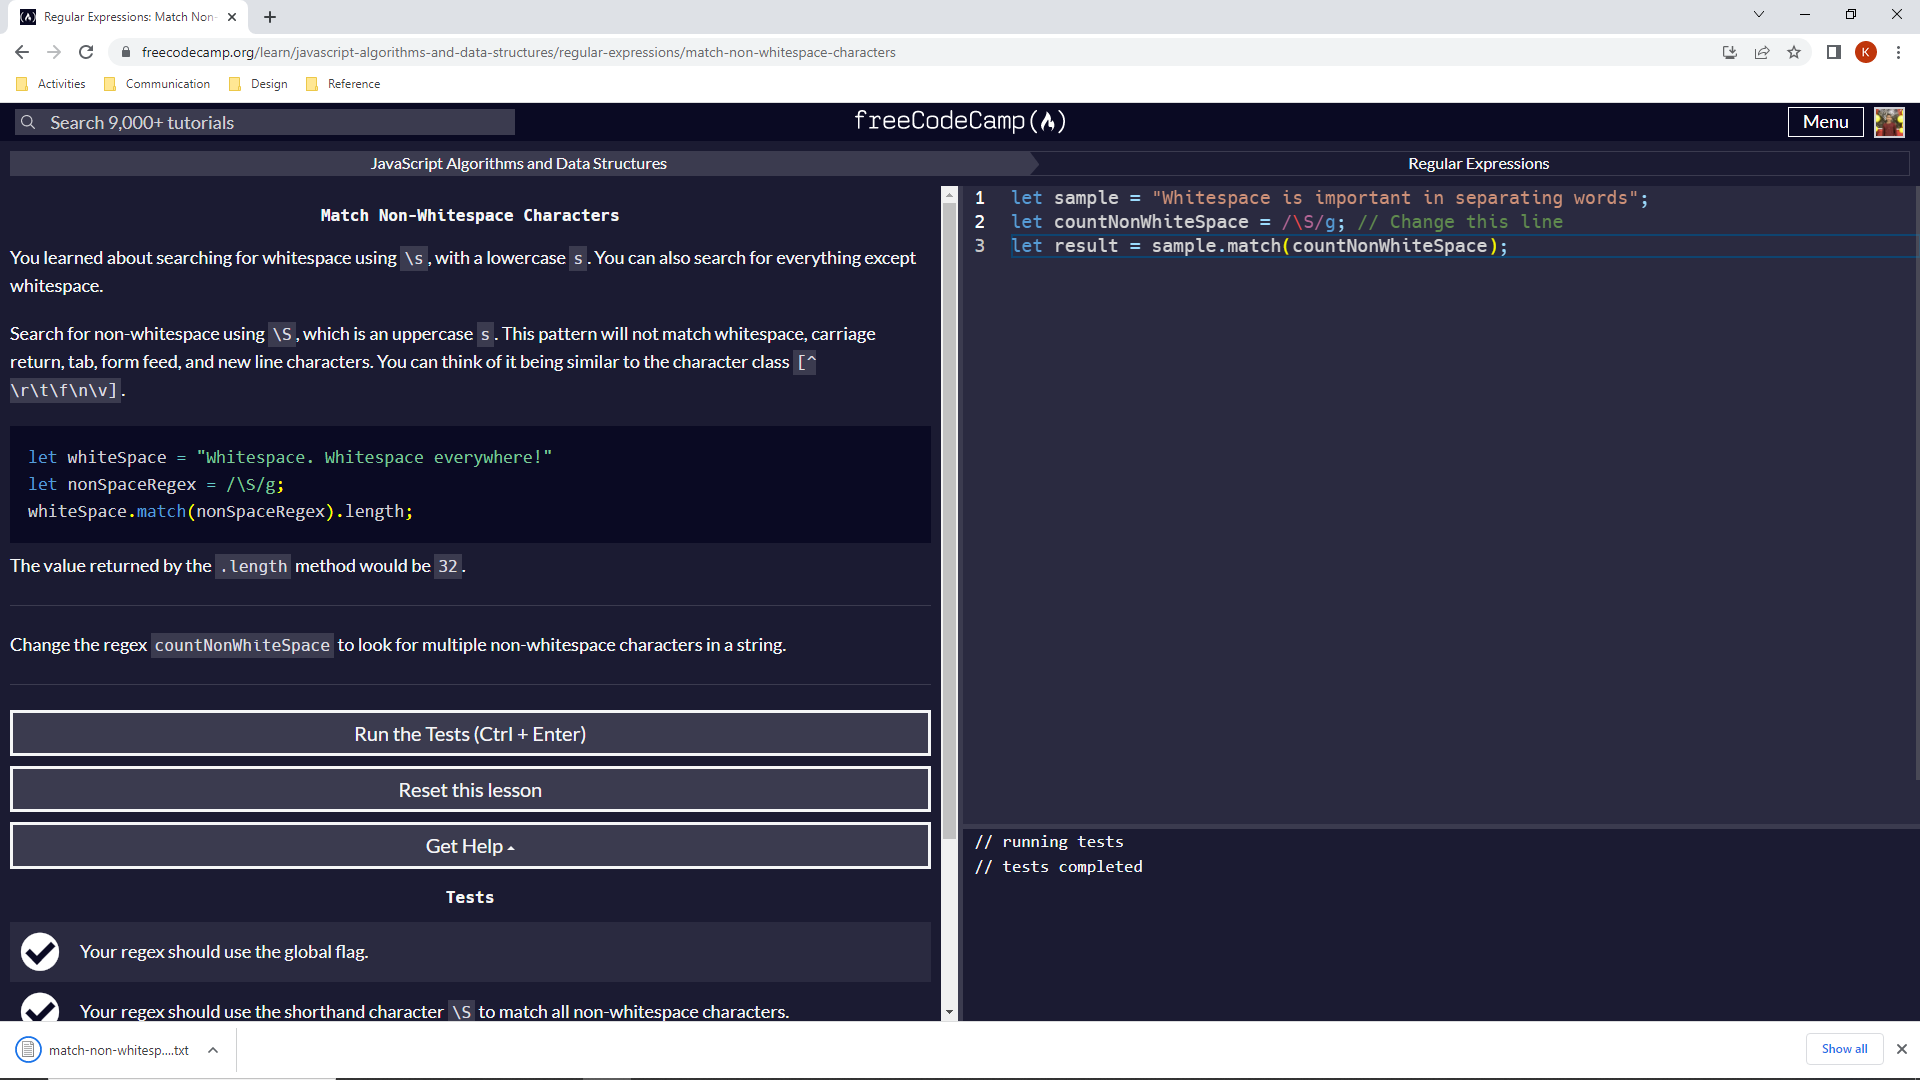 Regular Expressions: Match Non-
freecodecamp.org/learn/javascript-algorithms-and-data-structures/regular-expressions/match-non-whitespace-characters
K
Activities Communication Design Reference
Search 9,000+ tutorials
freeCodeCamp
Menu
JavaScript Algorithms and Data Structures
Regular Expressions
Match Non-Whitespace Characters
You learned about searching for whitespace using \s, with a lowercase s. You can also search for everything except
whitespace.
Search for non-whitespace using \S, which is an uppercase s. This pattern will not match whitespace, carriage
return, tab, form feed, and new line characters. You can think of it being similar to the character class [^
\r\t\f\n\v].
let whiteSpace = "Whitespace. Whitespace everywhere!"
let nonSpaceRegex = /\S/g;
whiteSpace.match(nonSpaceRegex).length;
The value returned by the .length method would be 32.
Change the regex countNonWhiteSpace to look for multiple non-whitespace characters in a string.
Run the Tests (Ctrl + Enter)
Reset this lesson
Get Help
Tests
Your regex should use the global flag.
Your regex should use the shorthand character \S to match all non-whitespace characters.
1 let sample = "Whitespace is important in separating words";
2 let countNonWhiteSpace = /\S/g; // Change this line
3 let result = sample.match(countNonWhiteSpace);
// running tests
// tests completed
match-non-whitesp....txt
Show all